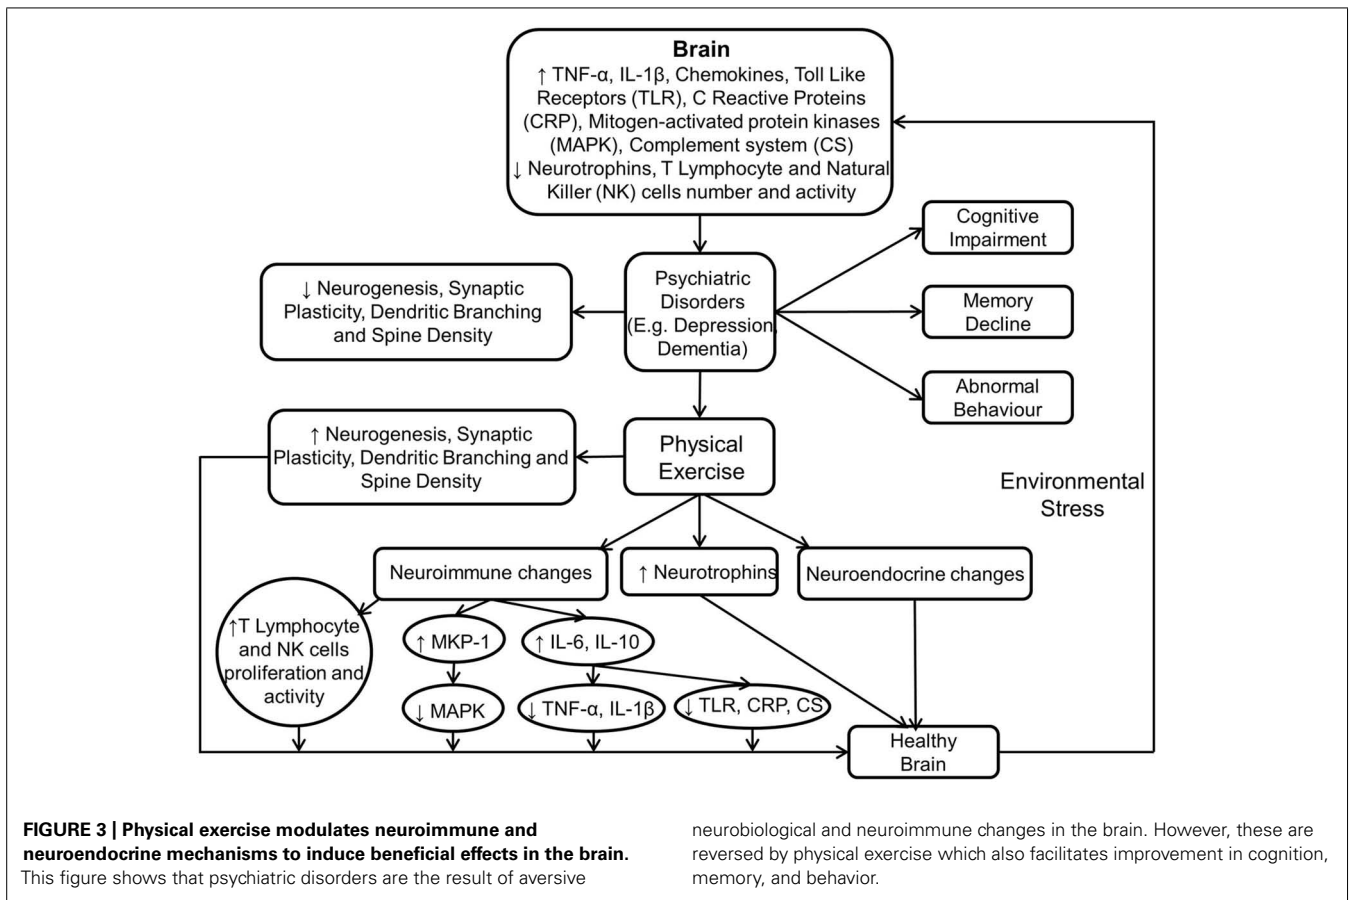 Brain
↑ TNF-α, IL-1β, Chemokines, Toll Like
Receptors (TLR), C Reactive Proteins
(CRP), Mitogen-activated protein kinases
(MAPK), Complement system (CS)
↓ Neurotrophins, T Lymphocyte and Natural
Killer (NK) cells number and activity
Cognitive
Impairment
Psychiatric
Disorders
(E.g. Depression,
Dementia)
↓ Neurogenesis, Synaptic
Plasticity, Dendritic Branching
and Spine Density
Memory
Decline
Abnormal
Behaviour
↑ Neurogenesis, Synaptic
Plasticity, Dendritic Branching and
Spine Density
Physical
Exercise
Environmental
Stress
Neuroimmune changes
↑ Neurotrophins
Neuroendocrine changes
↑T Lymphocyte
and NK cells
proliferation and
activity
↑ MKP-1
↑ IL-6, IL-10
↓ MAPK
↓ TNF-α, IL-1β
↓ TLR, CRP, CS
Healthy
Brain
FIGURE 3 | Physical exercise modulates neuroimmune and
neuroendocrine mechanisms to induce beneficial effects in the brain.
This figure shows that psychiatric disorders are the result of aversive
neurobiological and neuroimmune changes in the brain. However, these are
reversed by physical exercise which also facilitates improvement in cognition,
memory, and behavior.